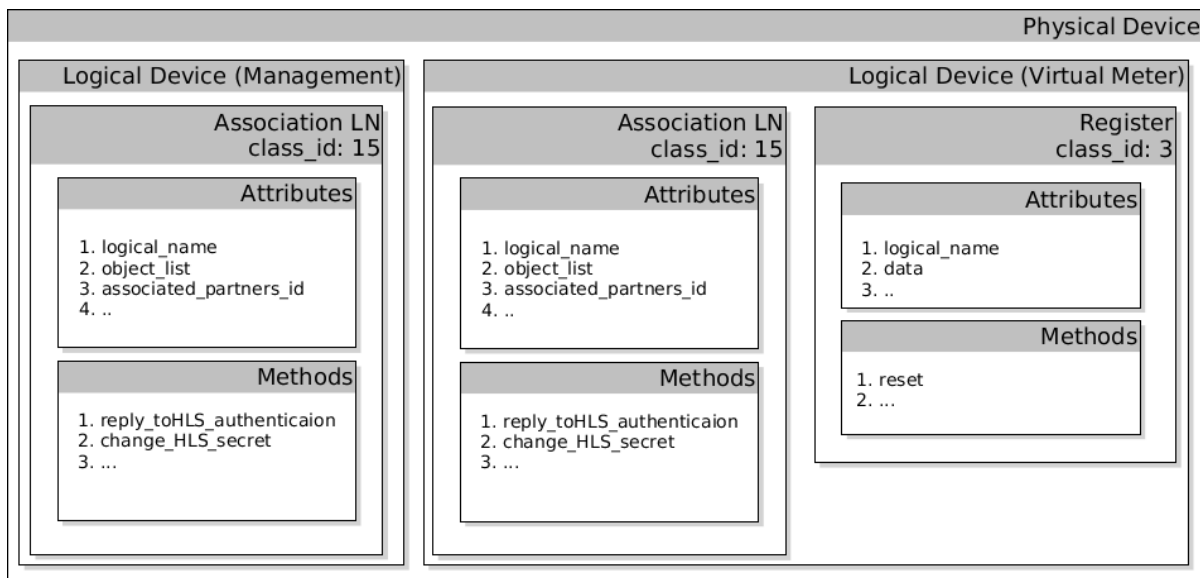 Physical Device
Logical Device (Management)
Association LN
class_id: 15
Attributes
1. logical_name
2. object_list
3. associated_partners_id
4. ..
Methods
1. reply_toHLS_authenticaion
2. change_HLS_secret
3. ...
Logical Device (Virtual Meter)
Association LN
class_id: 15
Attributes
1. logical_name
2. object_list
3. associated_partners_id
4. ..
Methods
1. reply_toHLS_authenticaion
2. change_HLS_secret
3. ...
Register
class_id: 3
Attributes
1. logical_name
2. data
3. ..
Methods
1. reset
2. ...